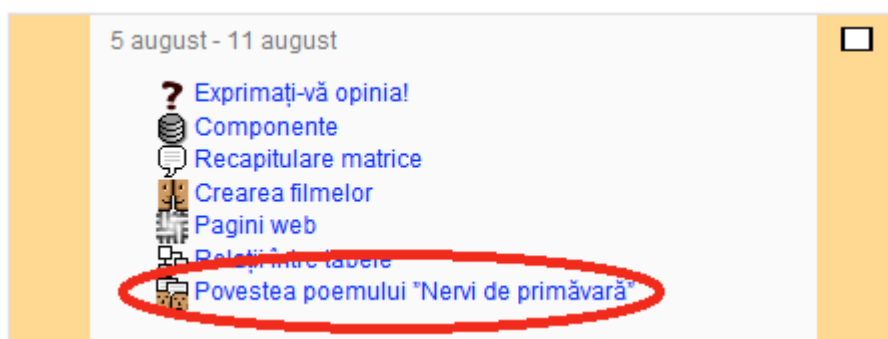 5 august - 11 august
Exprimați-vă opinia!
Componente
Recapitulare matrice
Crearea filmelor
Pagini web
Relații între tabele
Povestea poemului "Nervi de primăvară"